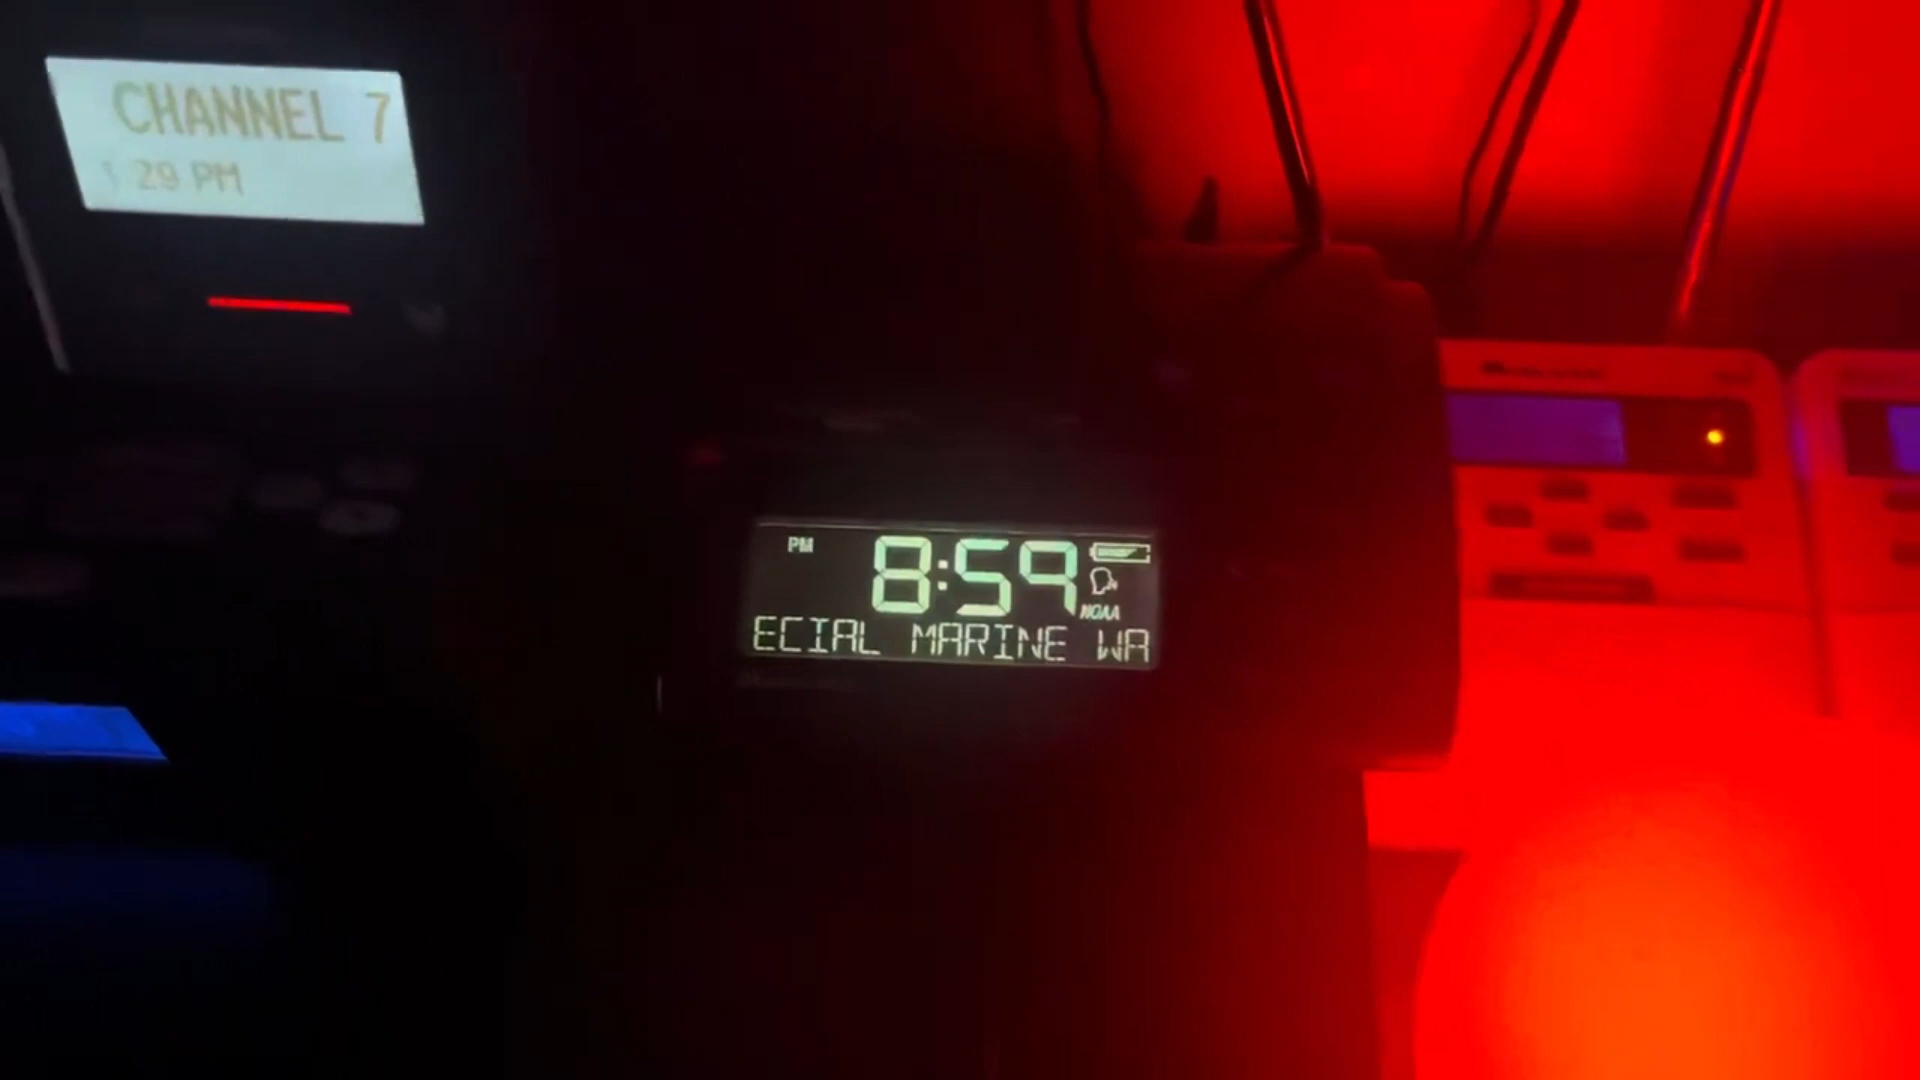 CHANNEL 7
29 PM
PM 8:59
NOAA
ECIAL MARINE WA